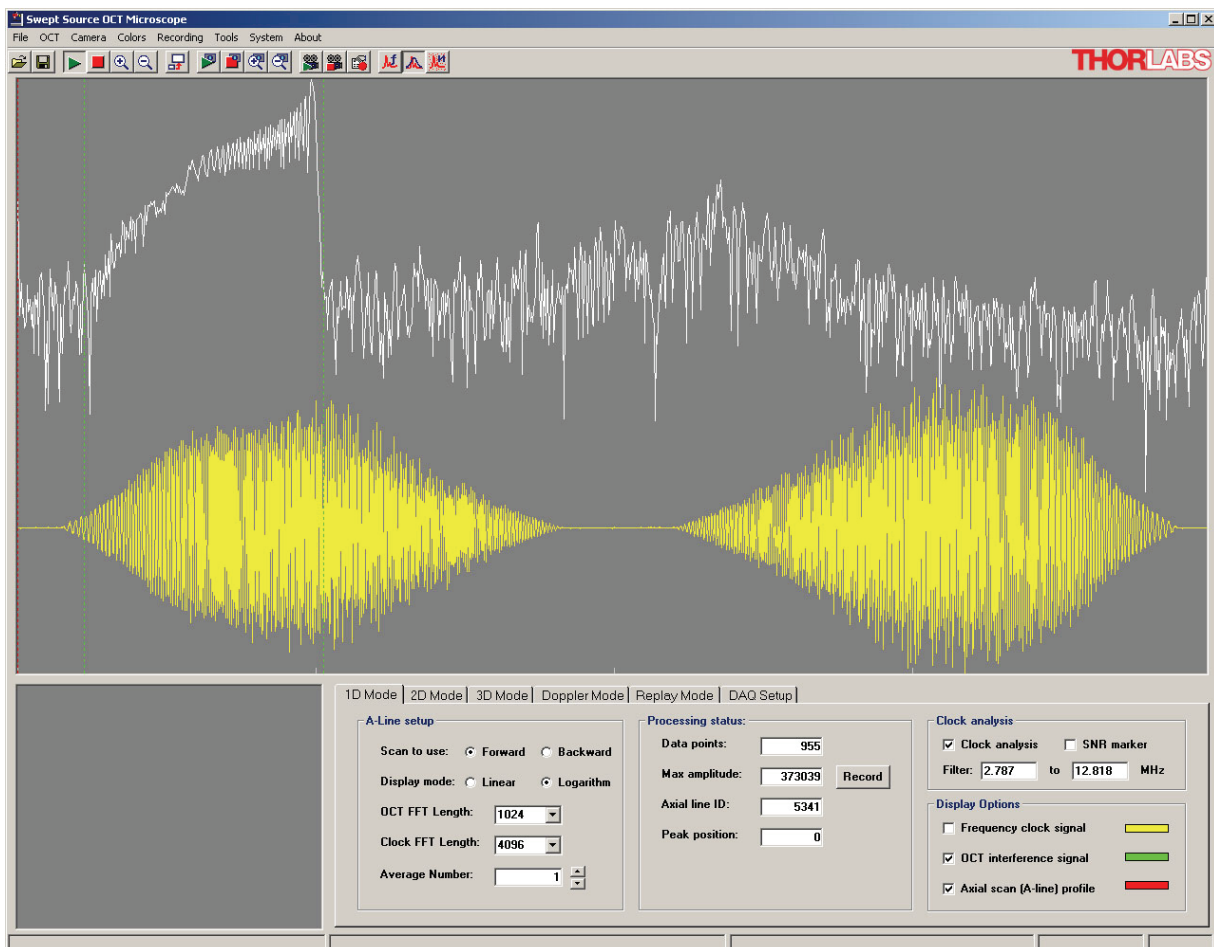 Swept Source OCT Microscope
File OCT Camera Colors Recording Tools System About
THORLABS
1D Mode 2D Mode 3D Mode Doppler Mode Replay Mode DAQ Setup
A-Line setup
Scan to use: Forward Backward
Display mode: Linear Logarithm
OCT FFT Length: 1024
Clock FFT Length: 4096
Average Number: 1
Processing status:
Data points: 955
Max amplitude: 373039 Record
Axial line ID: 5341
Peak position: 0
Clock analysis
Clock analysis SNR marker
Filter: 2.787 to 12.818 MHz
Display Options
Frequency clock signal
OCT interference signal
Axial scan (A-line) profile